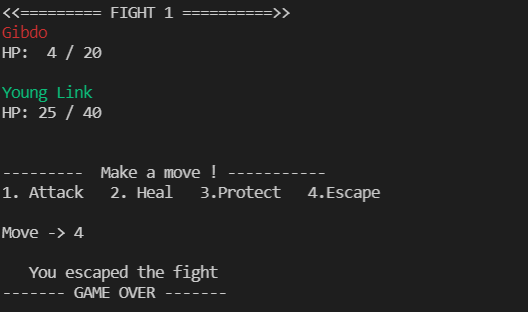 <<========= FIGHT 1 ==========>>
Gibdo
HP:  4 / 20
Young Link
HP: 25 / 40
---------  Make a move ! -----------
1. Attack   2. Heal   3.Protect   4.Escape
Move -> 4
You escaped the fight
------- GAME OVER -------